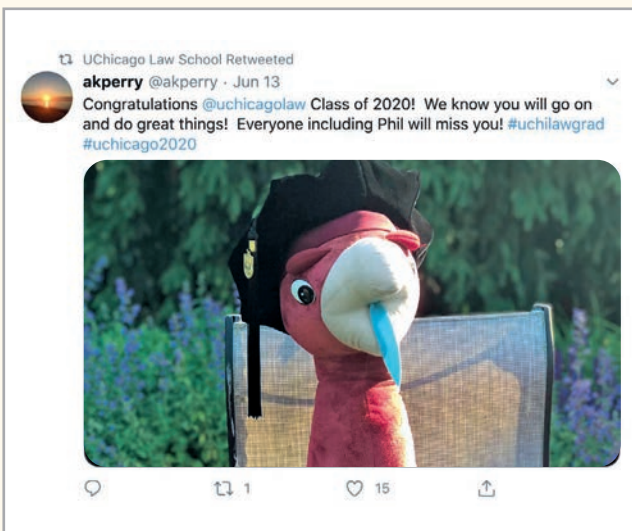 UChicago Law School Retweeted
akperry @akperry · Jun 13
Congratulations @uchicagolaw Class of 2020!  We know you will go on
and do great things!  Everyone including Phil will miss you! #uchilawgrad
#uchicago2020
1
15